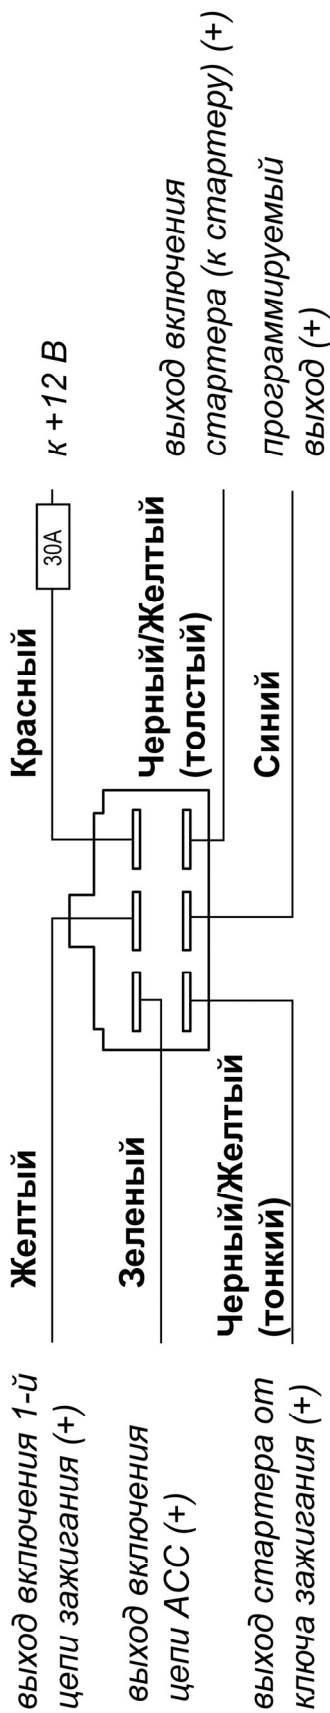 выход включения 1-й
цепи зажигания (+)
Желтый
Красный
30А
к +12 В
выход включения
цепи АСС (+)
Зеленый
Черный/Желтый
(толстый)
выход включения
стартера (к стартеру) (+)
выход стартера от
ключа зажигания (+)
Черный/Желтый
(тонкий)
Синий
программируемый
выход (+)